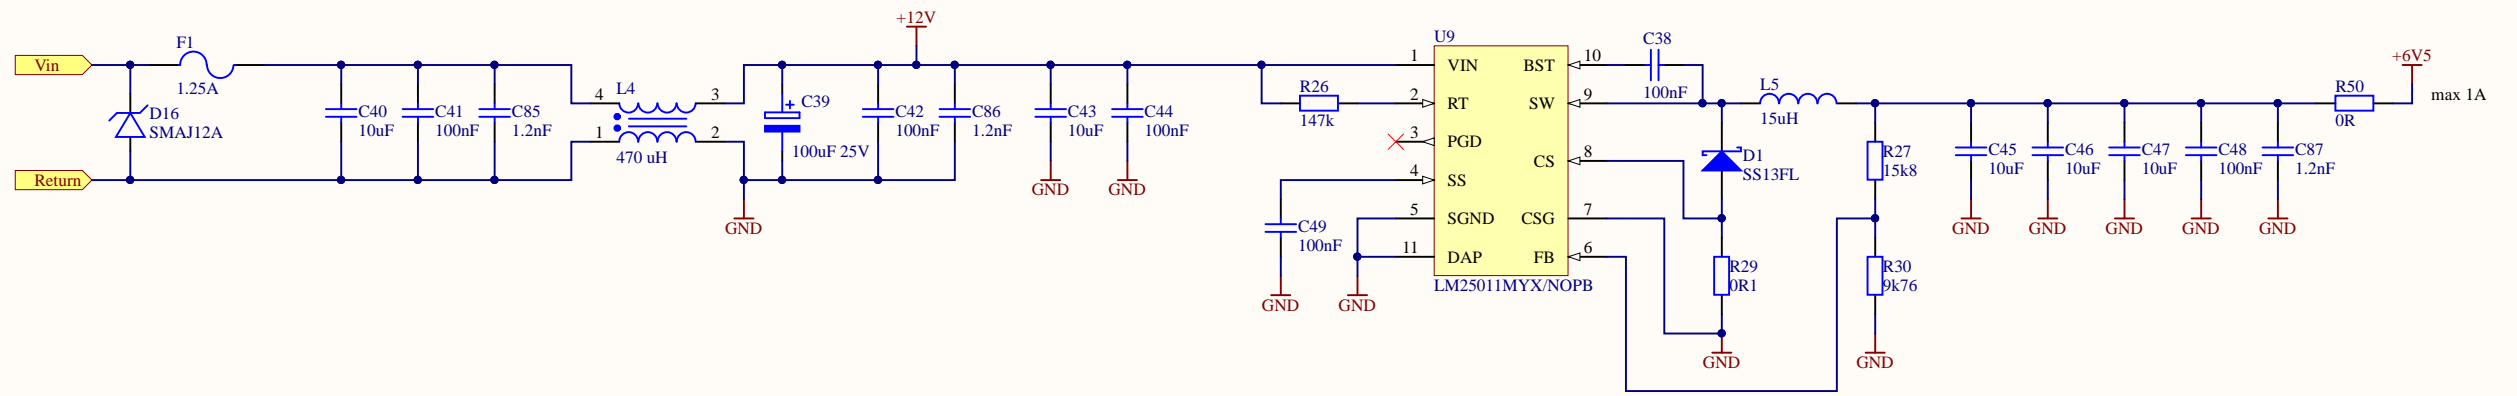 Vin
Return
D16
SMAJ12A
F1
1.25A
C40
10uF
C41
100nF
C85
1.2nF
L4
4
3
1
2
470 uH
GND
C39
100uF 25V
+12V
C42
100nF
C86
1.2nF
C43
10uF
GND
C44
100nF
GND
R26
147k
C49
100nF
GND
GND
U9
1
VIN
2
RT
3
PGD
4
SS
5
SGND
11
DAP
BST
10
SW
9
CS
8
CSG
7
FB
6
LM25011MYX/NOPB
C38
100nF
L5
15uH
D1
SS13FL
R29
0R1
GND
R27
15k8
R30
9k76
GND
C45
10uF
GND
C46
10uF
GND
C47
10uF
GND
C48
100nF
GND
C87
1.2nF
GND
R50
0R
+6V5
max 1A